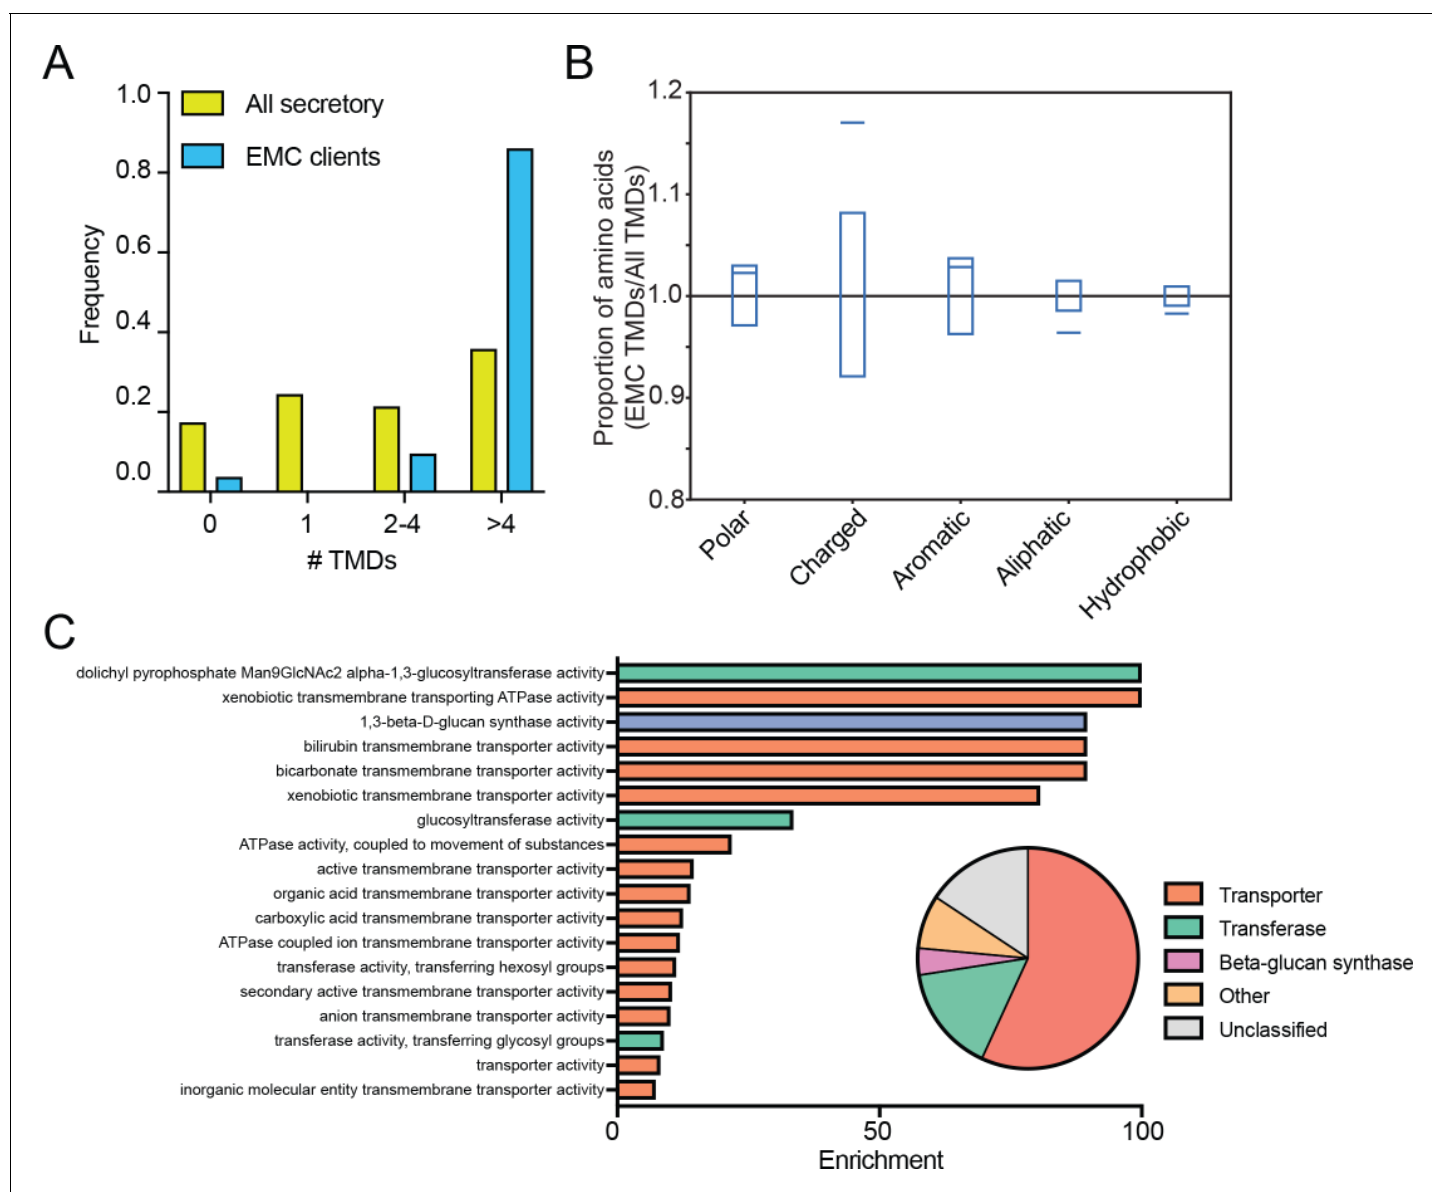 A
1.0
0.8
0.6
0.4
0.2
0.0
Frequency
All secretory
EMC clients
0
1
2-4
>4
# TMDs
B
1.2
1.1
1.0
0.9
0.8
Proportion of amino acids
(EMC TMDs/All TMDs)
Polar
Charged
Aromatic
Aliphatic
Hydrophobic
C
dolichyl pyrophosphate Man9GlcNAc2 alpha-1,3-glucosyltransferase activity
xenobiotic transmembrane transporting ATPase activity
1,3-beta-D-glucan synthase activity
bilirubin transmembrane transporter activity
bicarbonate transmembrane transporter activity
xenobiotic transmembrane transporter activity
glucosyltransferase activity
ATPase activity, coupled to movement of substances
active transmembrane transporter activity
organic acid transmembrane transporter activity
carboxylic acid transmembrane transporter activity
ATPase coupled ion transmembrane transporter activity
transferase activity, transferring hexosyl groups
secondary active transmembrane transporter activity
anion transmembrane transporter activity
transferase activity, transferring glycosyl groups
transporter activity
inorganic molecular entity transmembrane transporter activity
0
50
100
Enrichment
Transporter
Transferase
Beta-glucan synthase
Other
Unclassified